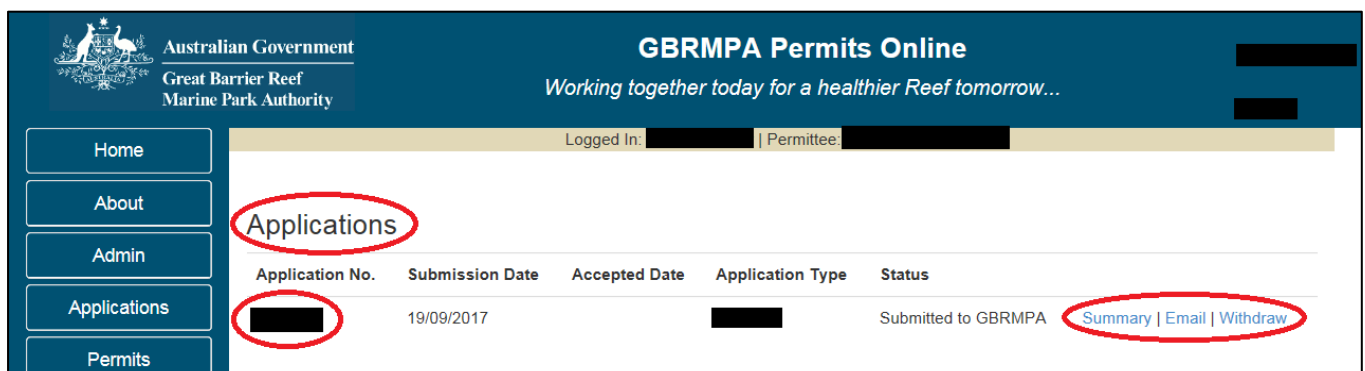 Australian Government
Great Barrier Reef
Marine Park Authority
GBRMPA Permits Online
Working together today for a healthier Reef tomorrow...
Logged In: | Permittee:
Home
About
Admin
Applications
Permits
Applications
Application No. Submission Date Accepted Date Application Type Status
19/09/2017 Submitted to GBRMPA Summary | Email | Withdraw